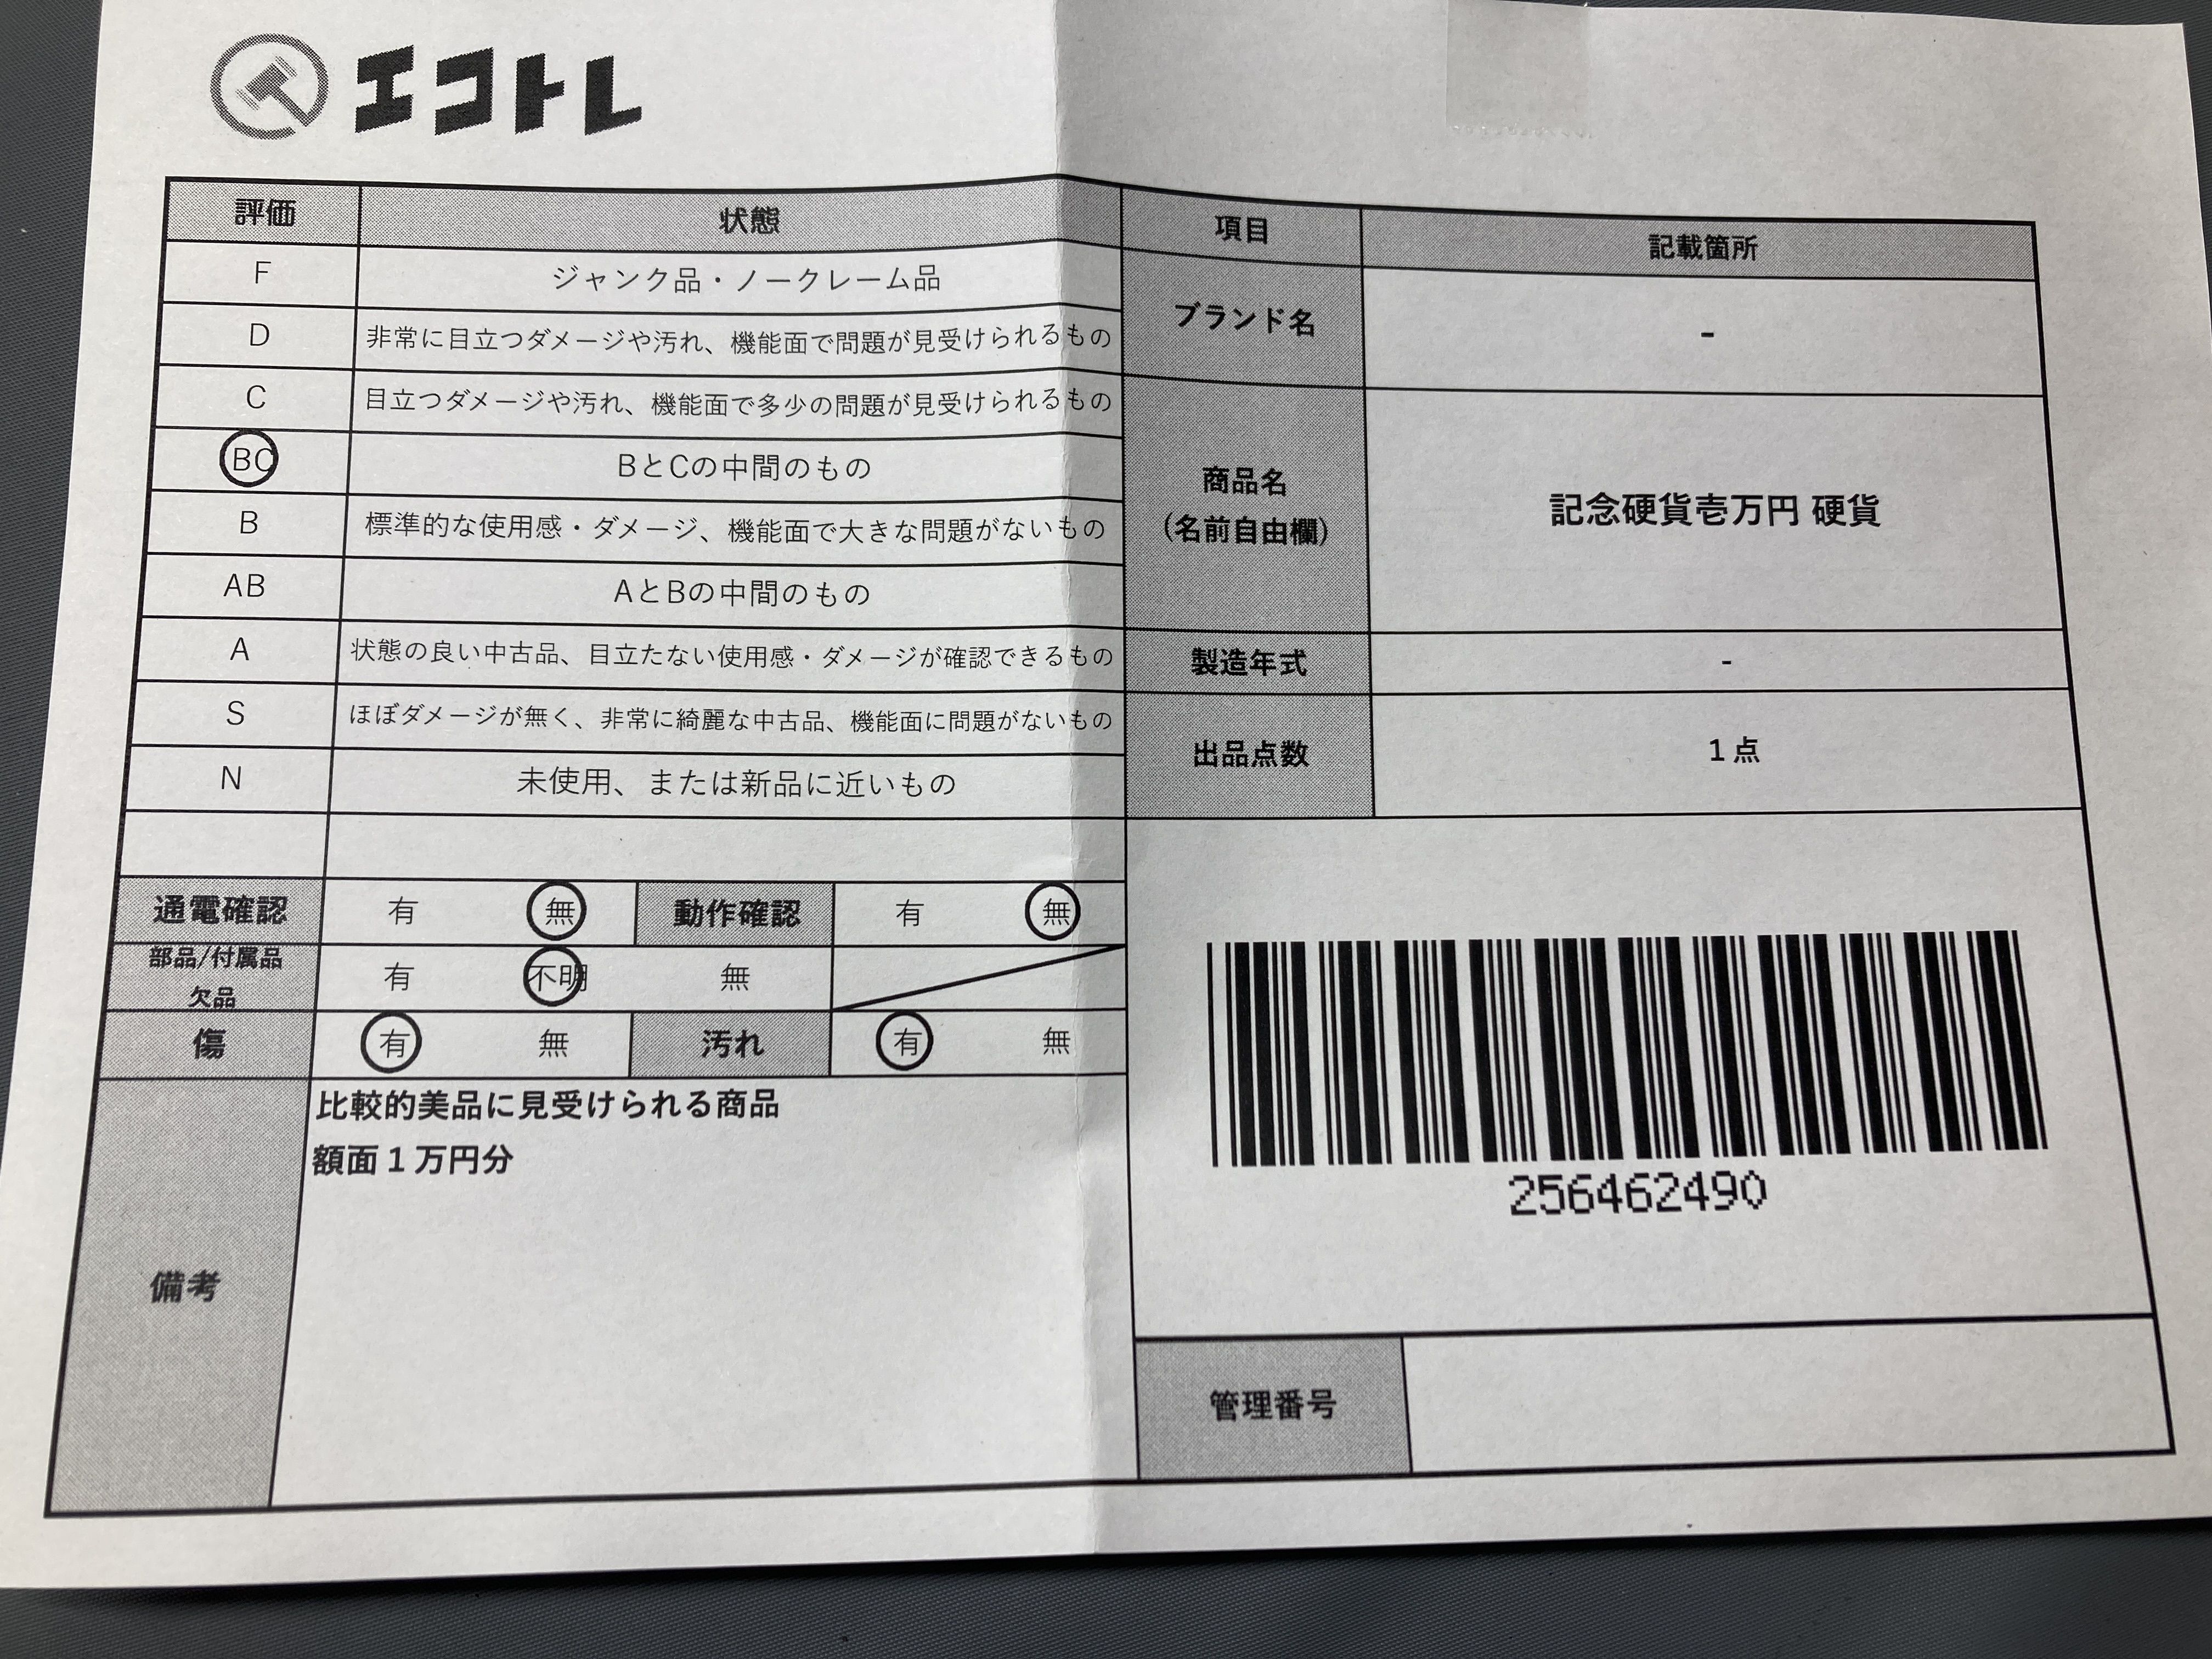 エコトレ
評価 状態
F ジャンク品・ノークレーム品
D 非常に目立つダメージや汚れ、機能面で問題が見受けられるもの
C 目立つダメージや汚れ、機能面で多少の問題が見受けられるもの
BC BとCの中間のもの
B 標準的な使用感・ダメージ、機能面で大きな問題がないもの
AB AとBの中間のもの
A 状態の良い中古品、目立たない使用感・ダメージが確認できるもの
S ほぼダメージが無く、非常に綺麗な中古品、機能面に問題がないもの
N 未使用、または新品に近いもの
通電確認 有 無 動作確認 有 無
部品/付属品
欠品 有 不明 無
傷 有 無 汚れ 有 無
備考
比較的美品に見受けられる商品
額面1万円分
項目 記載箇所
ブランド名 -
商品名
(名前自由欄)
記念硬貨壱万円 硬貨
製造年式 -
出品点数 1点
256462490
管理番号